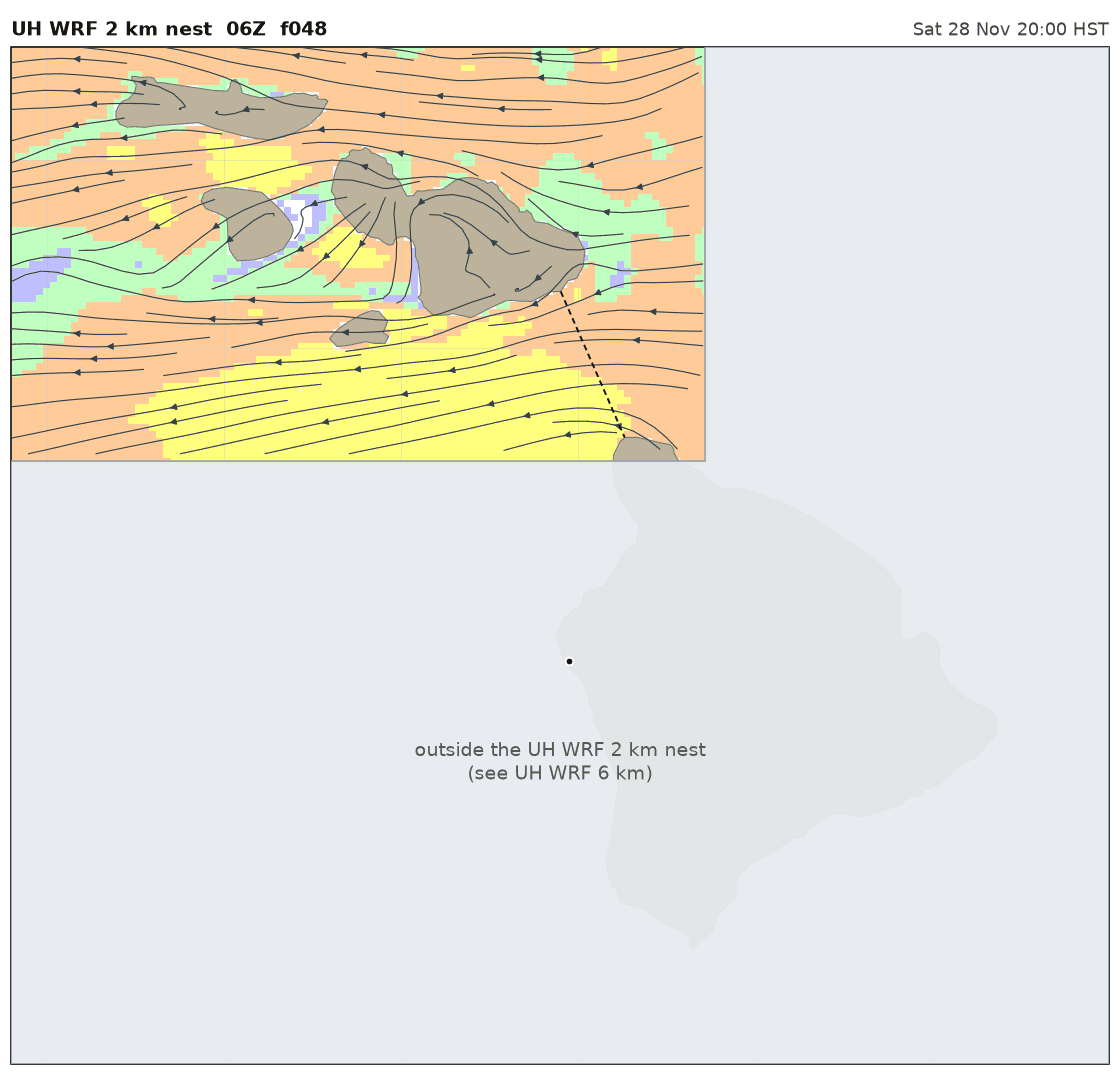 UH WRF 2 km nest 06Z f048
Sat 28 Nov 20:00 HST
outside the UH WRF 2 km nest
(see UH WRF 6 km)